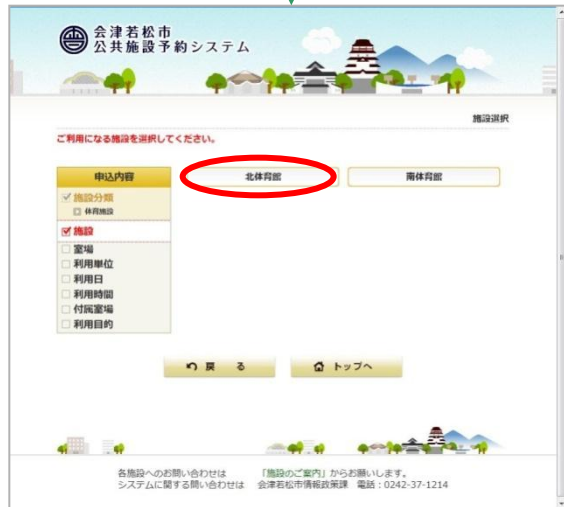 会津若松市
公共施設予約システム
施設選択
ご利用になる施設を選択してください。
申込内容
施設分類
体育施設
施設
室場
利用単位
利用日
利用時間
付属室場
利用目的
北体育館
南体育館
戻 る
トップへ
各施設へのお問い合わせは 「施設のご案内」からお願いします。
システムに関する問い合わせは 会津若松市情報政策課 電話：0242-37-1214